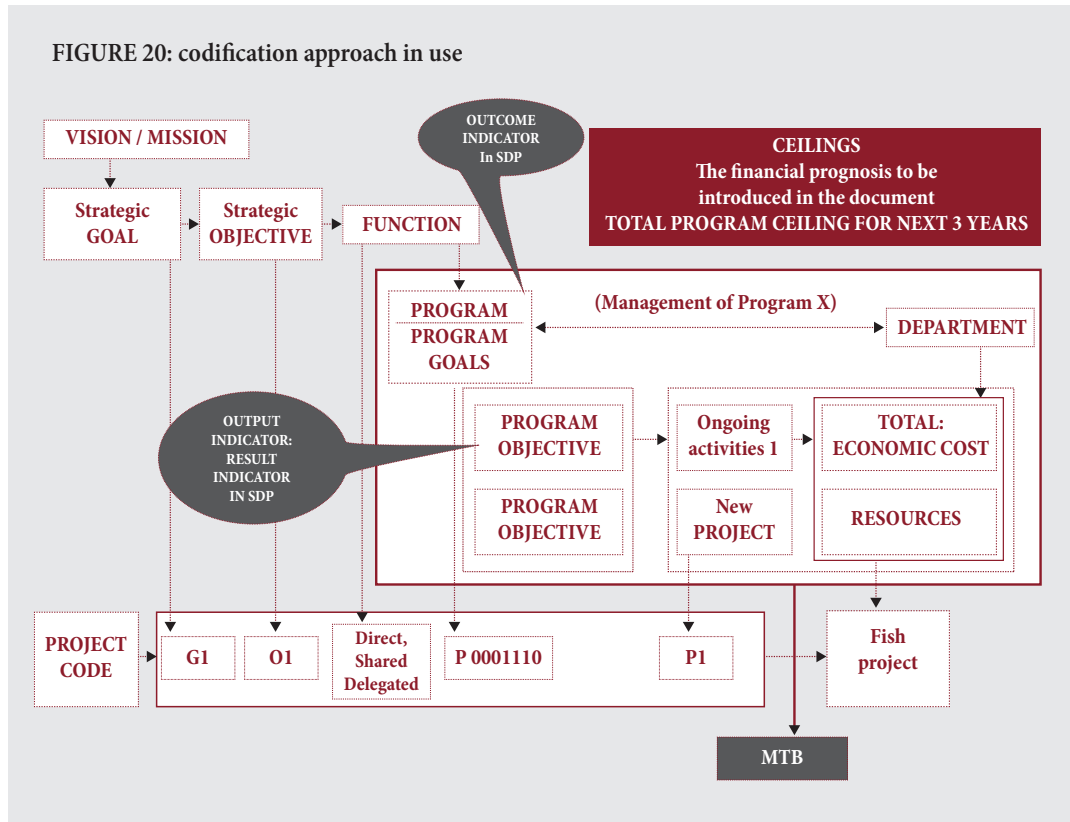 FIGURE 20: codification approach in use
VISION / MISSION
OUTCOME
INDICATOR
In SDP
CEILINGS
The financial prognosis to be
introduced in the document
TOTAL PROGRAM CEILING FOR NEXT 3 YEARS
Strategic
GOAL
Strategic
OBJECTIVE
FUNCTION
PROGRAM
PROGRAM
GOALS
(Management of Program X)
DEPARTMENT
OUTPUT
INDICATOR:
RESULT
INDICATOR
IN SDP
PROGRAM
OBJECTIVE
Ongoing
activities 1
TOTAL:
ECONOMIC COST
PROGRAM
OBJECTIVE
New
PROJECT
RESOURCES
PROJECT
CODE
G1
O1
Direct,
Shared
Delegated
P 0001110
P1
Fish
project
MTB